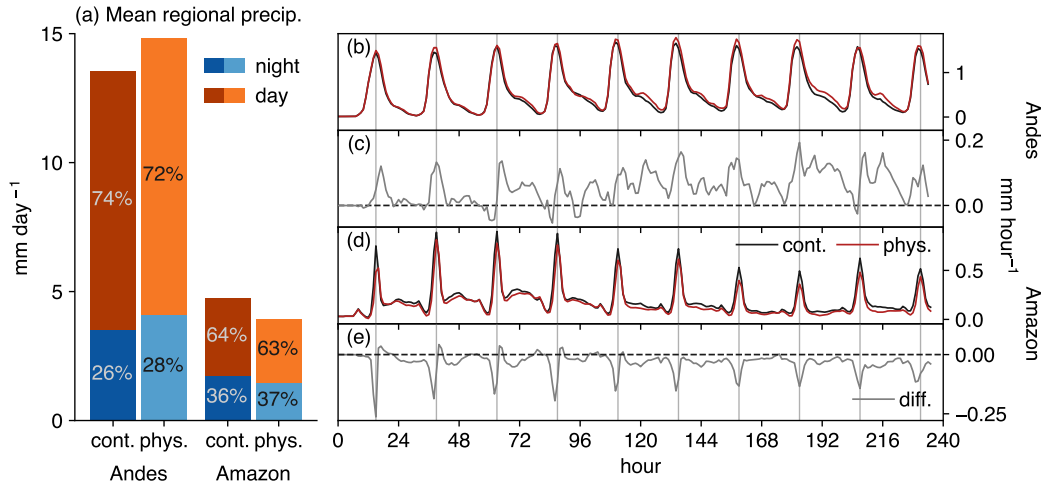 (a) Mean regional precip.
15
10
5
0
mm day⁻¹
night
day
74%
72%
26%
28%
64%
63%
36%
37%
cont. phys. cont. phys.
Andes Amazon
(b)
1
0
(c)
0.2
0.0
Andes
(d)
cont. phys.
0.5
0.0
mm hour⁻¹
(e)
0.00
diff.
−0.25
Amazon
0 24 48 72 96 120 144 168 192 216 240
hour